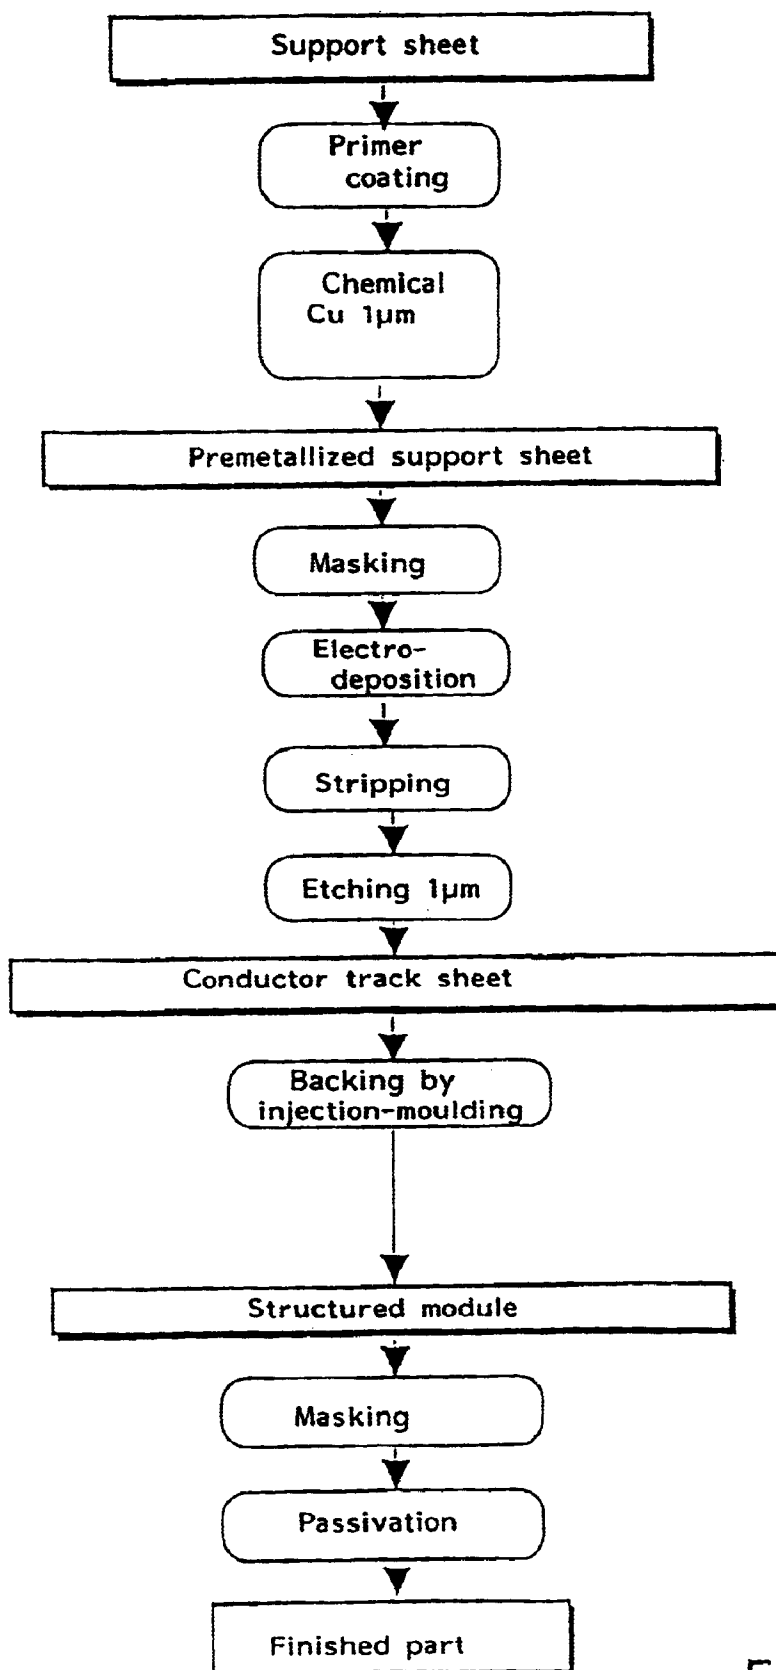 Support sheet
Primer
coating
Chemical
Cu 1µm
Premetallized support sheet
Masking
Electro-
deposition
Stripping
Etching 1µm
Conductor track sheet
Backing by
injection-moulding
Structured module
Masking
Passivation
Finished part